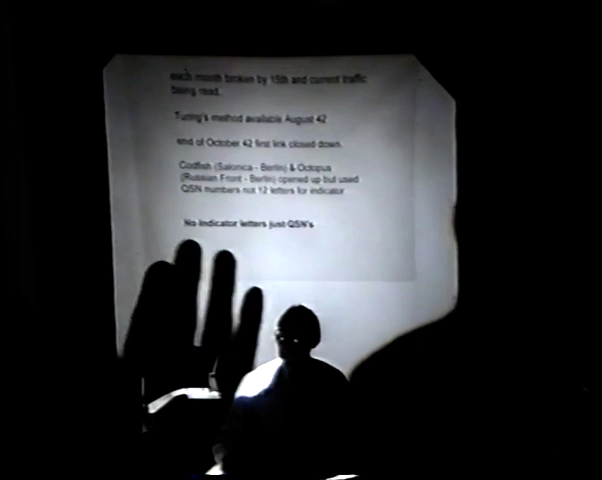 each month broken by 15th and current traffic
being read.
Turing's method available August 42
end of October 42 first link closed down.
Codfish (Salonica - Berlin) & Octopus
(Russian Front - Berlin) opened up but used
QSN numbers not 12 letters for indicator
No indicator letters just QSN's